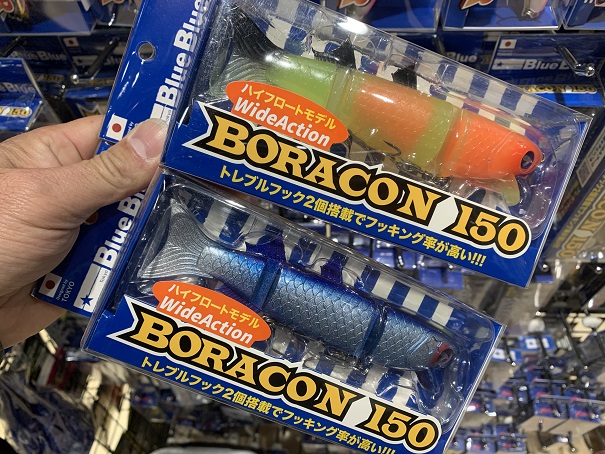 Blue Blue
ハイフロートモデル
WideAction
BORACON 150
トレブルフック2個搭載でフッキング率が高い!!!
Blue Blue
TOKYO
ハイフロートモデル
WideAction
BORACON 150
トレブルフック2個搭載でフッキング率が高い!!!